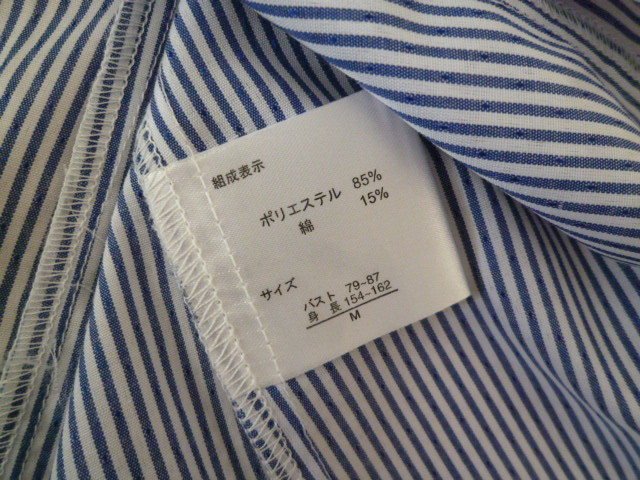 組成表示
ポリエステル 85%
綿 15%
サイズ
バスト 79~87
身 長 154~162
M